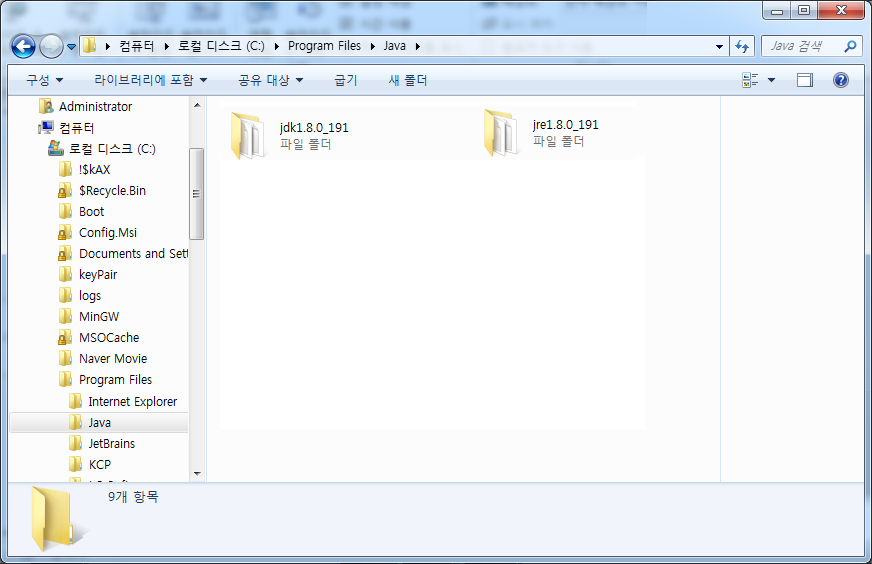 컴퓨터 로컬 디스크 (C:) Program Files Java
Java 검색
구성 라이브러리에 포함 공유 대상 굽기 새 폴더
Administrator
컴퓨터
로컬 디스크 (C:)
!$kAX
$Recycle.Bin
Boot
Config.Msi
Documents and Sett
keyPair
logs
MinGW
MSOCache
Naver Movie
Program Files
Internet Explorer
Java
JetBrains
KCP
jdk1.8.0_191
파일 폴더
jre1.8.0_191
파일 폴더
9개 항목